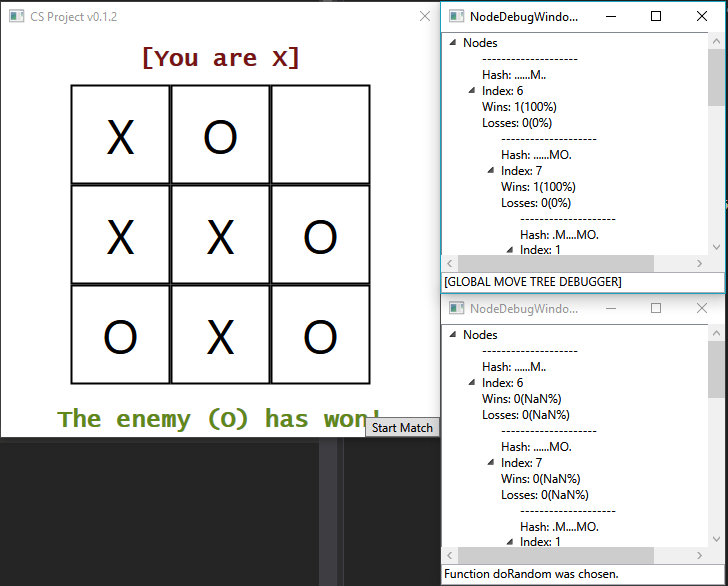 CS Project v0.1.2
[You are X]
X O
X X O
O X O
The enemy (O) has won!
Start Match
NodeDebugWindo...
Nodes
--------------------
Hash: ......M..
Index: 6
Wins: 1(100%)
Losses: 0(0%)
--------------------
Hash: ......MO.
Index: 7
Wins: 1(100%)
Losses: 0(0%)
--------------------
Hash: .M....MO.
Index: 1
[GLOBAL MOVE TREE DEBUGGER]
NodeDebugWindo...
Nodes
--------------------
Hash: ......M..
Index: 6
Wins: 0(NaN%)
Losses: 0(NaN%)
--------------------
Hash: ......MO.
Index: 7
Wins: 0(NaN%)
Losses: 0(NaN%)
--------------------
Hash: .M....MO.
Index: 1
Function doRandom was chosen.